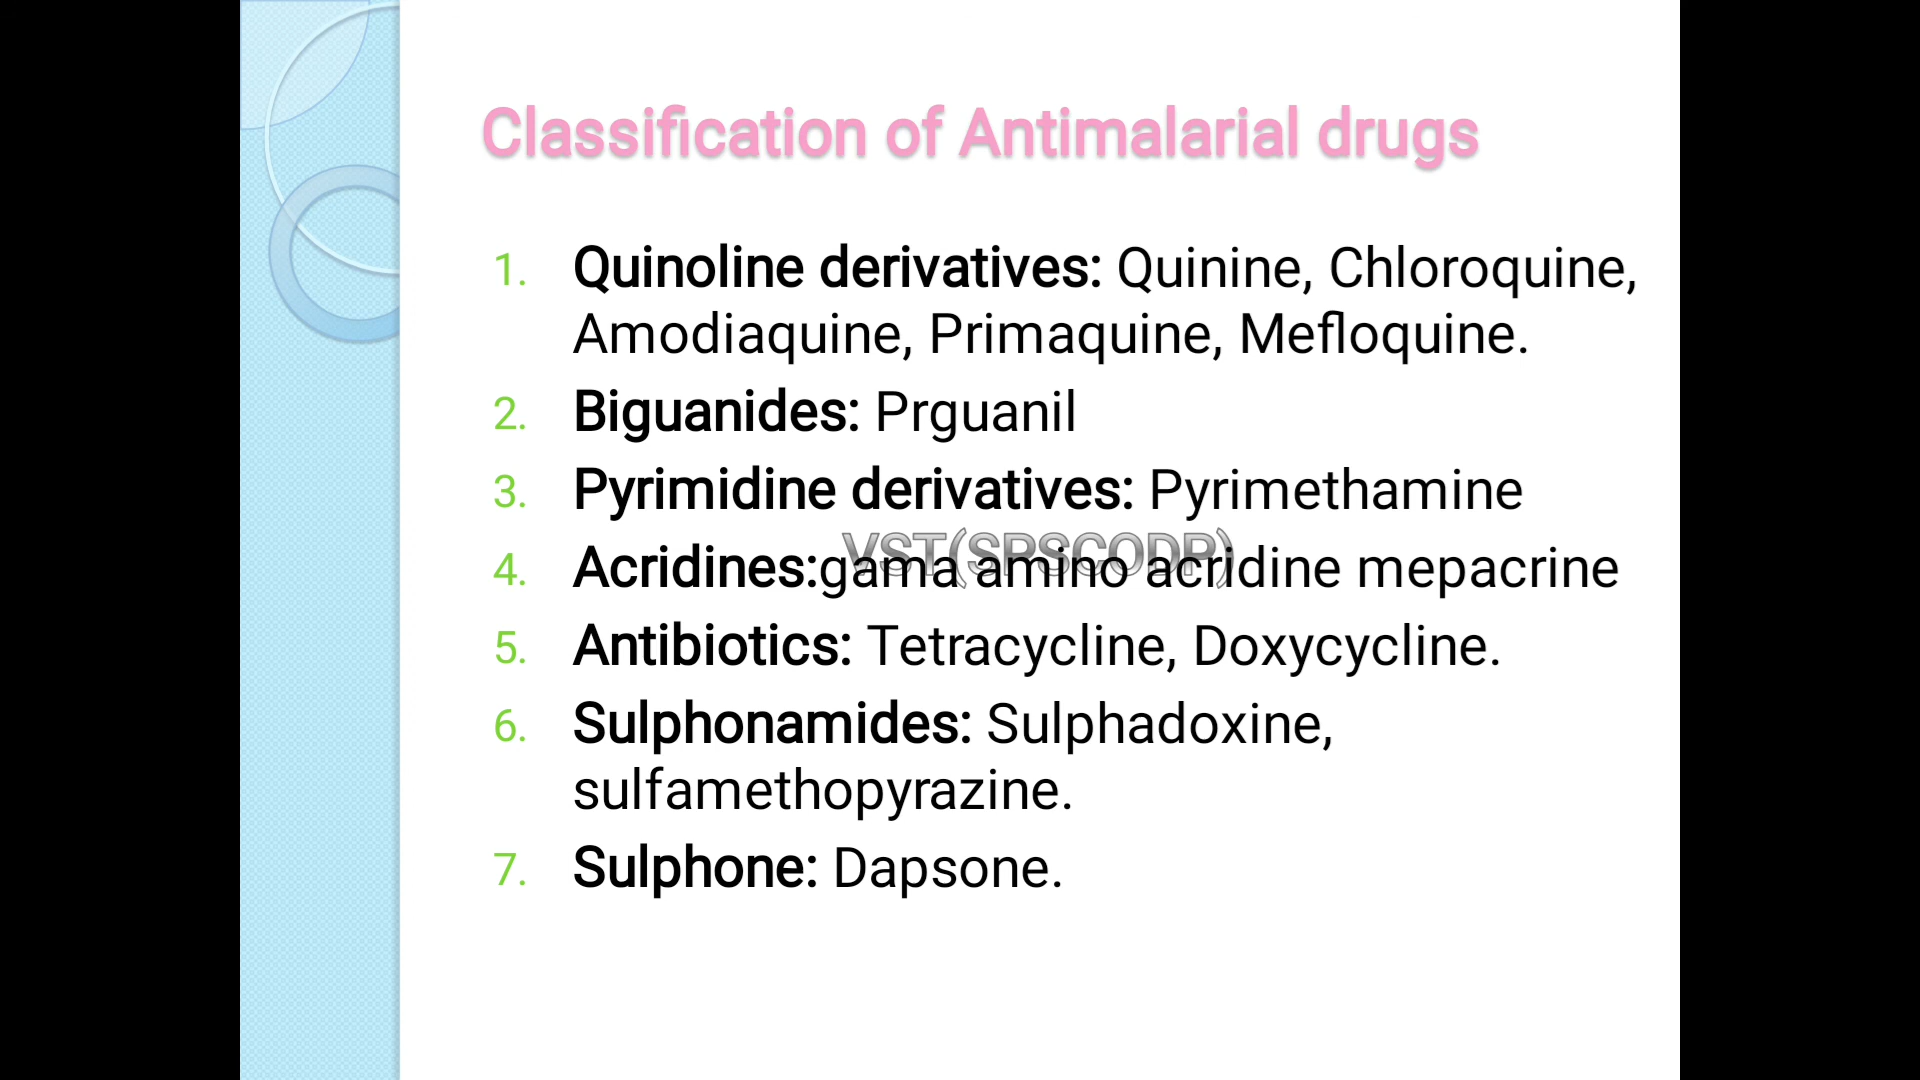 Classification of Antimalarial drugs
1. Quinoline derivatives: Quinine, Chloroquine,
Amodiaquine, Primaquine, Mefloquine.
2. Biguanides: Prguanil
3. Pyrimidine derivatives: Pyrimethamine
VST(SPSCODP)
4. Acridines:gama amino acridine mepacrine
5. Antibiotics: Tetracycline, Doxycycline.
6. Sulphonamides: Sulphadoxine,
sulfamethopyrazine.
7. Sulphone: Dapsone.